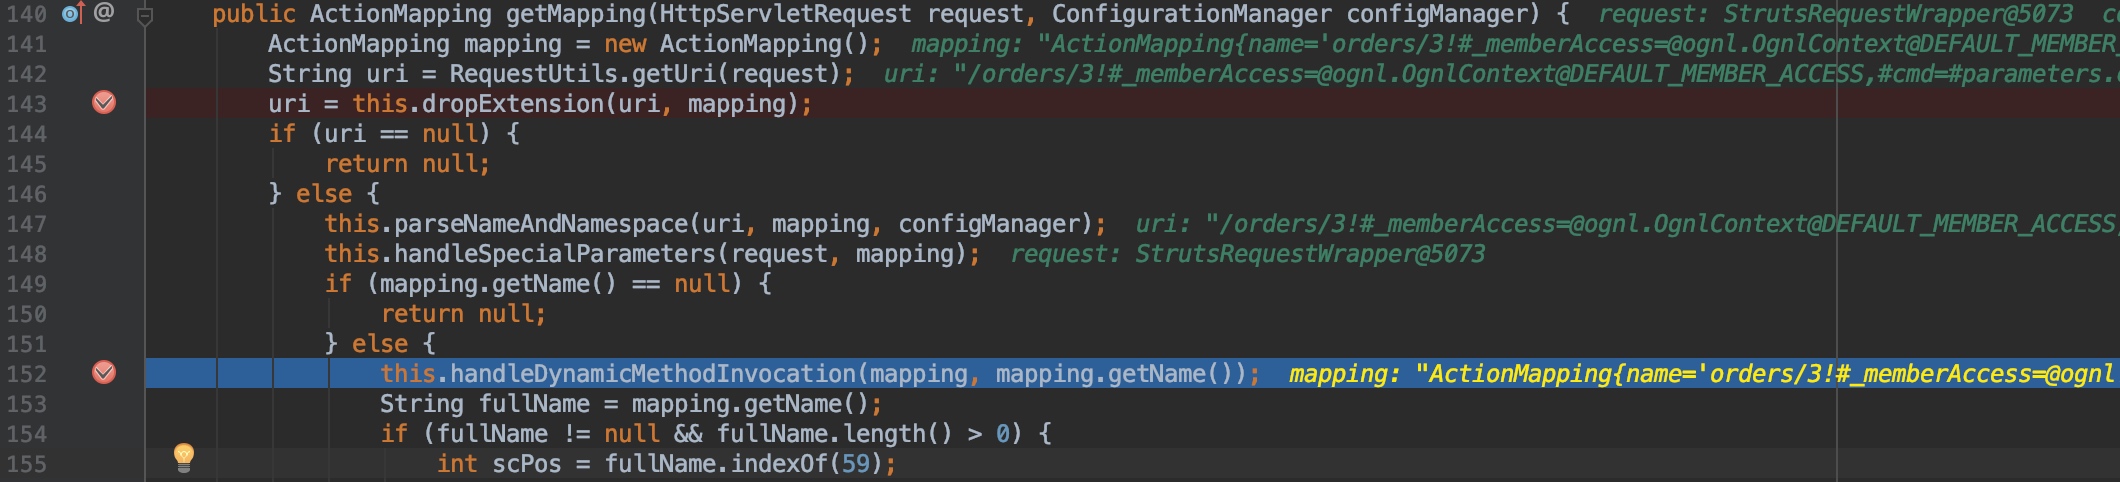 140 @ public ActionMapping getMapping(HttpServletRequest request, ConfigurationManager configManager) { request: StrutsRequestWrapper@5073 co
141 ActionMapping mapping = new ActionMapping(); mapping: "ActionMapping{name='orders/3!#_memberAccess=@ognl.OgnlContext@DEFAULT_MEMBER_
142 String uri = RequestUtils.getUri(request); uri: "/orders/3!#_memberAccess=@ognl.OgnlContext@DEFAULT_MEMBER_ACCESS,#cmd=#parameters.
143 uri = this.dropExtension(uri, mapping);
144 if (uri == null) {
145 return null;
146 } else {
147 this.parseNameAndNamespace(uri, mapping, configManager); uri: "/orders/3!#_memberAccess=@ognl.OgnlContext@DEFAULT_MEMBER_ACCESS,
148 this.handleSpecialParameters(request, mapping); request: StrutsRequestWrapper@5073
149 if (mapping.getName() == null) {
150 return null;
151 } else {
152 this.handleDynamicMethodInvocation(mapping, mapping.getName()); mapping: "ActionMapping{name='orders/3!#_memberAccess=@ognl
153 String fullName = mapping.getName();
154 if (fullName != null && fullName.length() > 0) {
155 int scPos = fullName.indexOf(59);